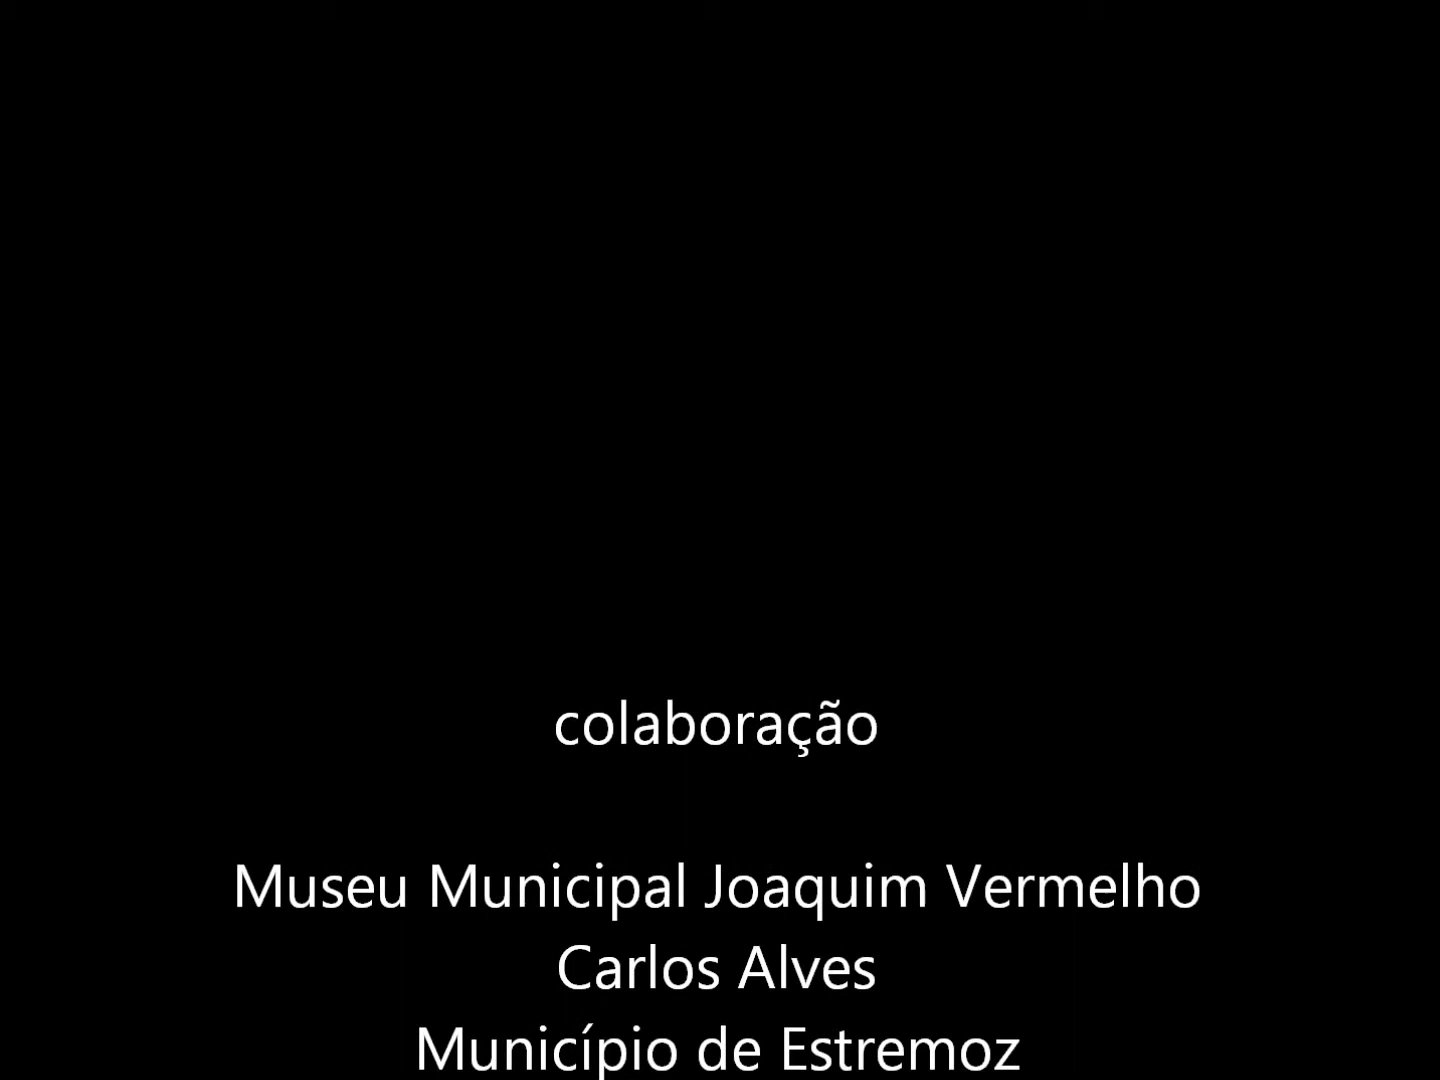 colaboração
Museu Municipal Joaquim Vermelho
Carlos Alves
Município de Estremoz